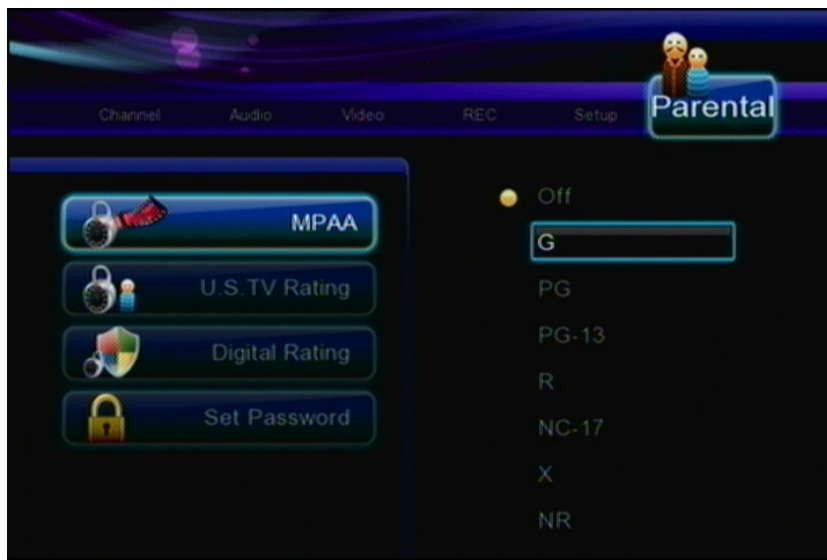 Channel Audio Video REC Setup Parental
MPAA
U.S.TV Rating
Digital Rating
Set Password
Off
G
PG
PG-13
R
NC-17
X
NR